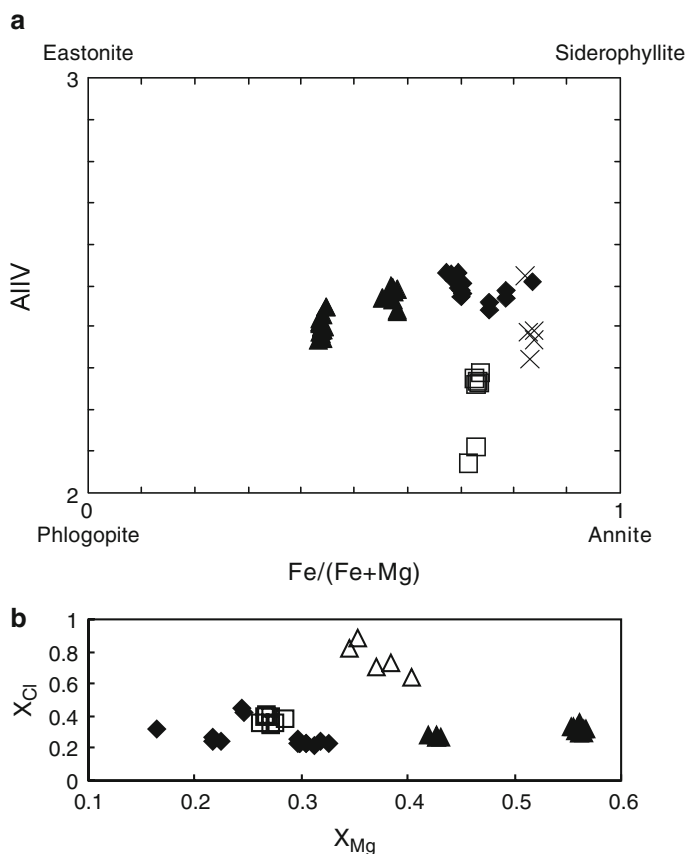 a
Eastonite Siderophyllite
3
AlIV
2
0 1
Phlogopite Annite
Fe/(Fe+Mg)
b
1
0.8
0.6
0.4
0.2
0
XCl
0.1 0.2 0.3 0.4 0.5 0.6
XMg